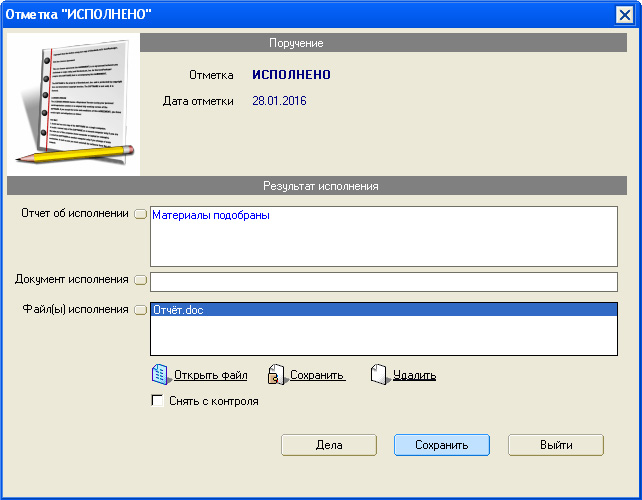 Отметка "ИСПОЛНЕНО"
Поручение
Отметка ИСПОЛНЕНО
Дата отметки 28.01.2016
Результат исполнения
Отчет об исполнении Материалы подобраны
Документ исполнения
Файл(ы) исполнения Отчёт.doc
Открыть файл Сохранить Удалить
Снять с контроля
Дела Сохранить Выйти